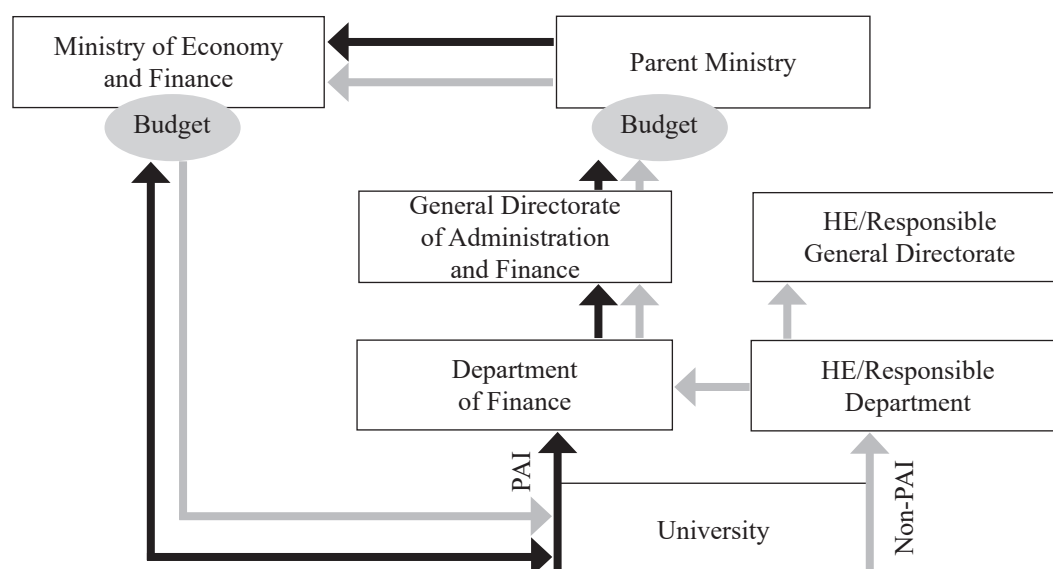 Ministry of Economy
and Finance
Parent Ministry
Budget
Budget
General Directorate
of Administration
and Finance
HE/Responsible
General Directorate
Department
of Finance
HE/Responsible
Department
PAI
Non-PAI
University